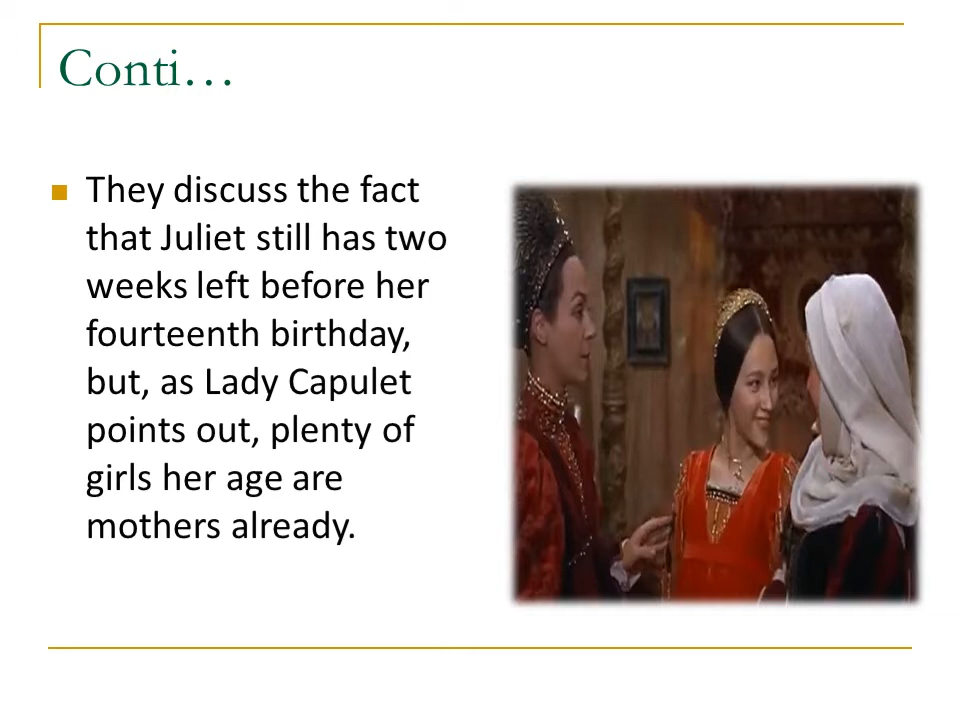 Conti…
They discuss the fact
that Juliet still has two
weeks left before her
fourteenth birthday,
but, as Lady Capulet
points out, plenty of
girls her age are
mothers already.